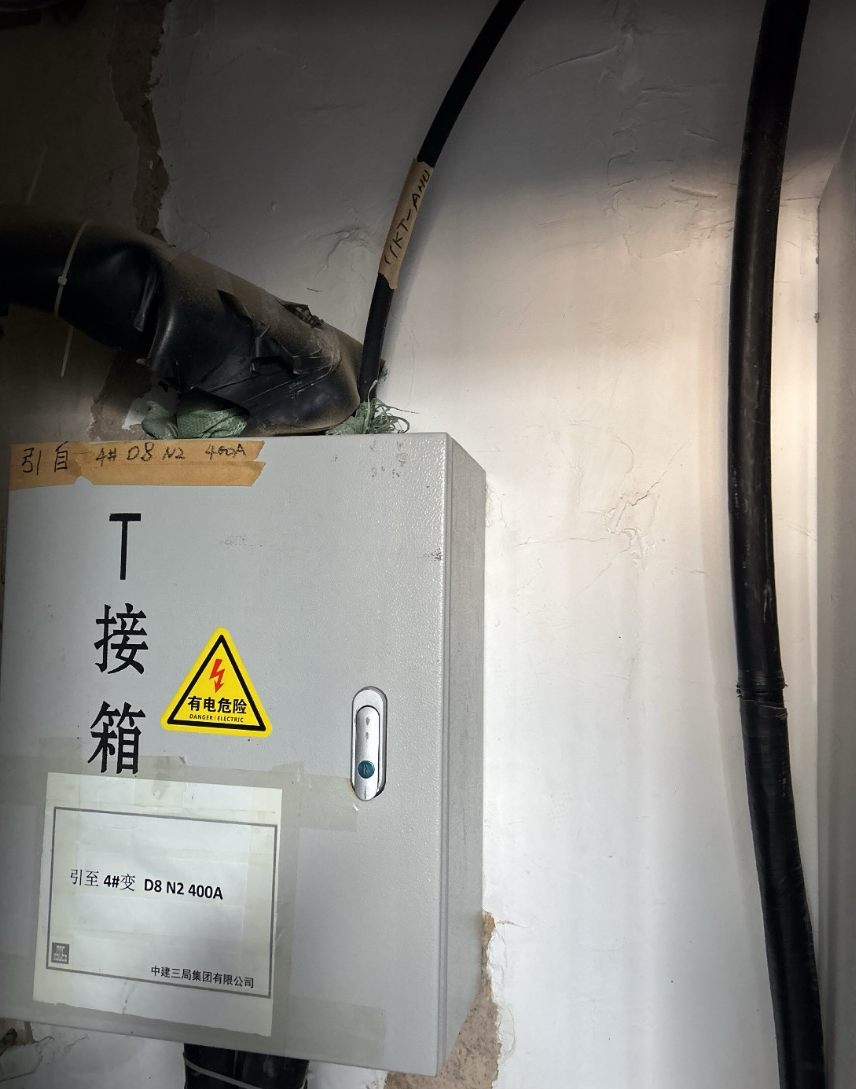 引自 4# D8 N2 400A
T
接
箱
有电危险
DANGER ELECTRIC
引至 4#变 D8 N2 400A
中建三局集团有限公司